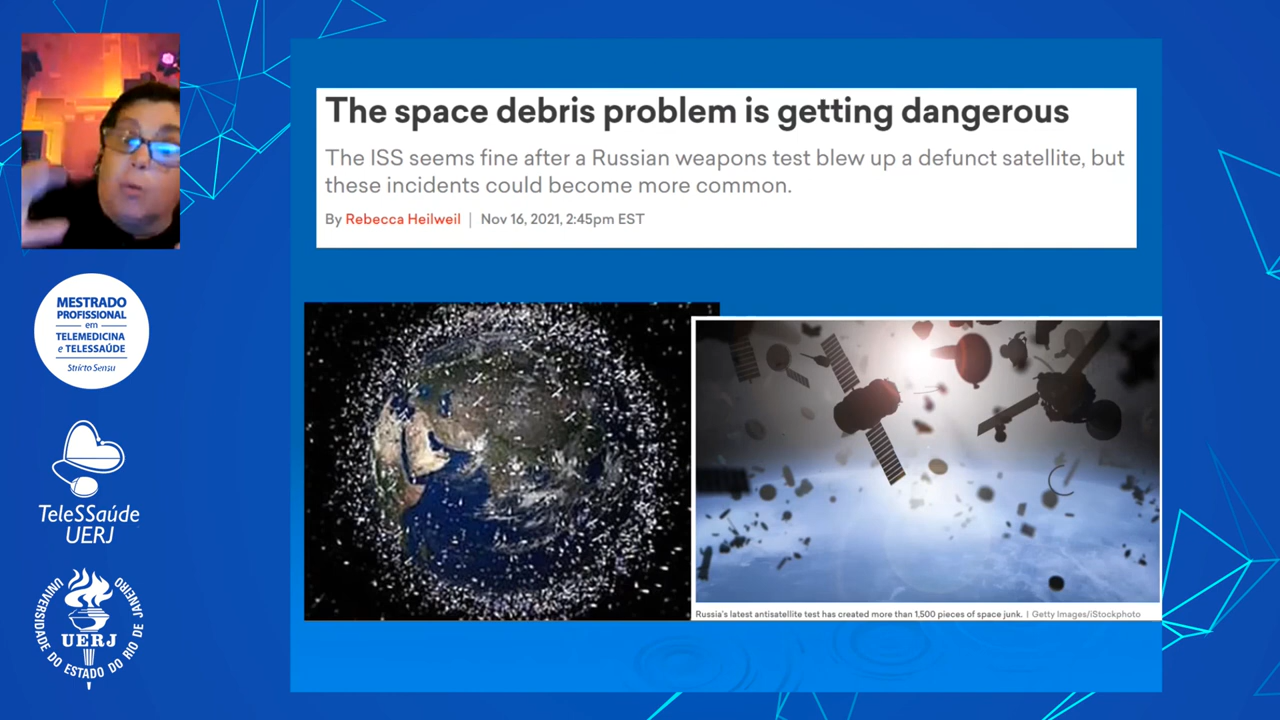 The space debris problem is getting dangerous
The ISS seems fine after a Russian weapons test blew up a defunct satellite, but
these incidents could become more common.
By Rebecca Heilweil | Nov 16, 2021, 2:45pm EST
MESTRADO
PROFISSIONAL
em
TELEMEDICINA
e TELESSAÚDE
Stricto Sensu
TeleSSaúde
UERJ
UNIVERSIDADE DO ESTADO DO RIO DE JANEIRO
UERJ
Russia's latest antisatellite test has created more than 1,500 pieces of space junk. | Getty Images/iStockphoto